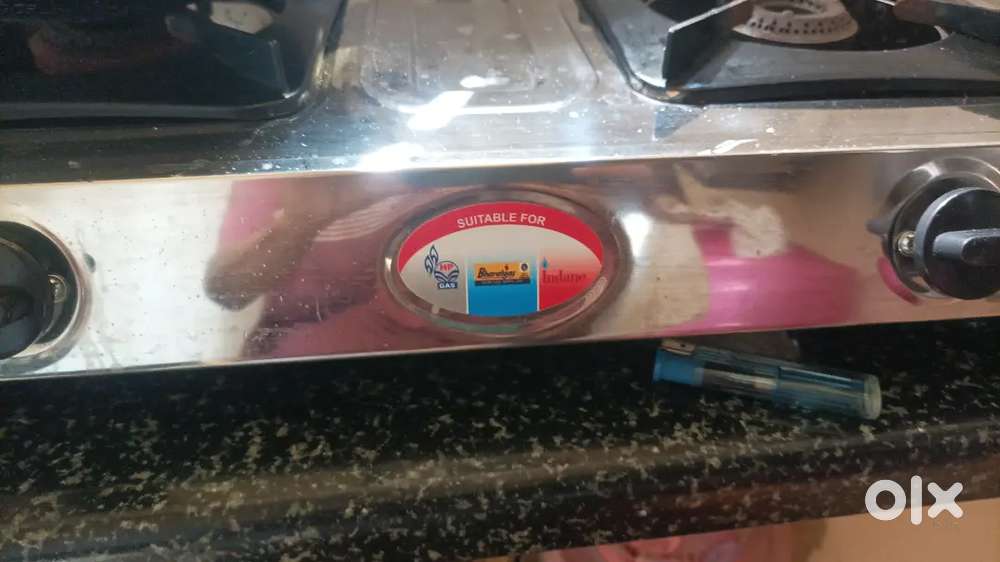 SUITABLE FOR
HP
GAS
Bharatgas
Indane
olx